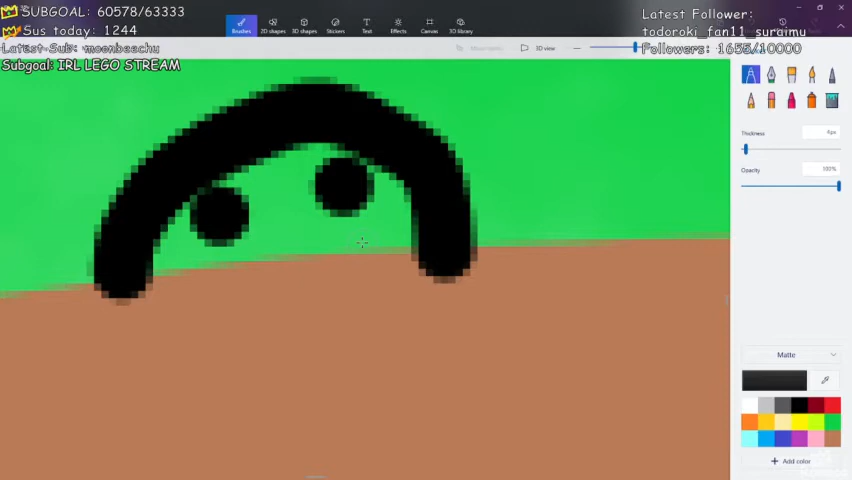 SUBGOAL: 60578/63333
Sus today: 1244
Latest-Sub: moonbeechu
Subgoal: IRL LEGO STREAM
Latest Follower:
todoroki_fan11_suraimu
Followers: 1655/10000
Brushes
2D shapes
3D shapes
Stickers
Text
Effects
Canvas
3D library
3D view
Thickness
Opacity
100%
Matte
Add color